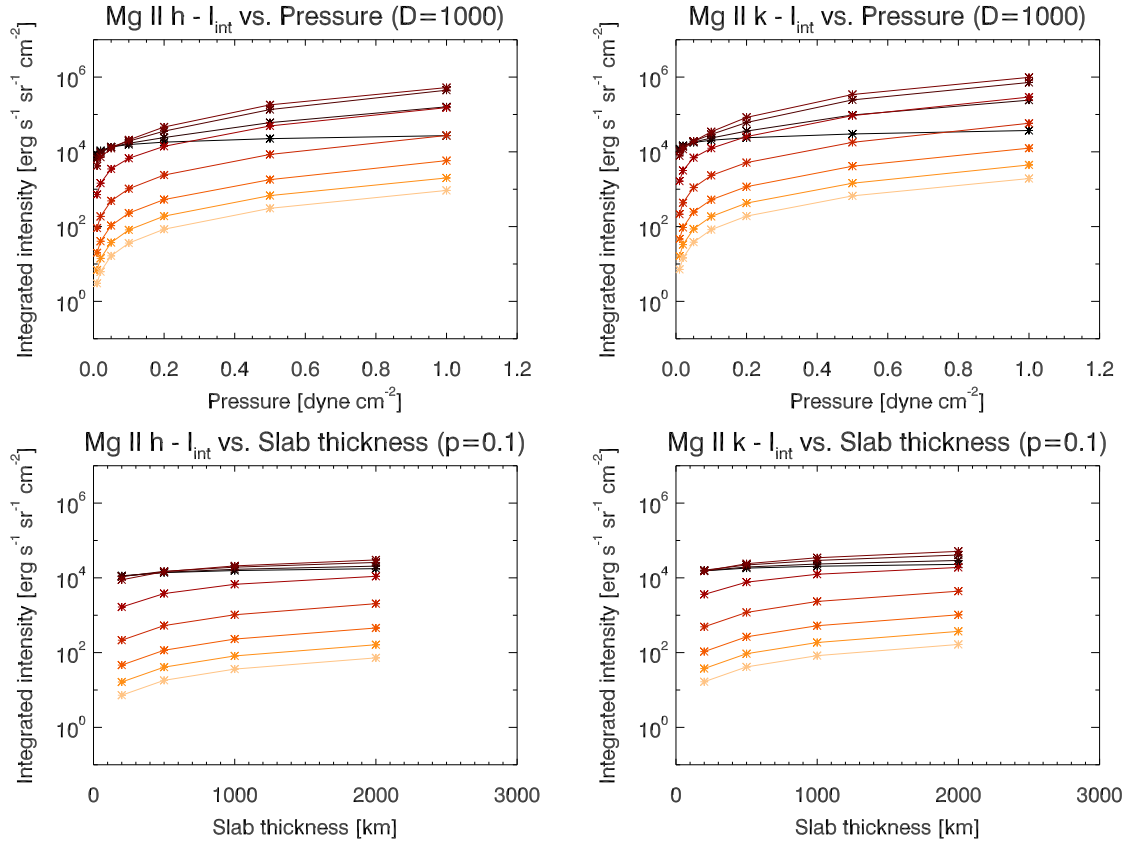 Mg II h - I_int vs. Pressure (D=1000)
Integrated intensity [erg s^-1 sr^-1 cm^-2]
10^6
10^4
10^2
10^0
0.0 0.2 0.4 0.6 0.8 1.0 1.2
Pressure [dyne cm^-2]
Mg II k - I_int vs. Pressure (D=1000)
Integrated intensity [erg s^-1 sr^-1 cm^-2]
10^6
10^4
10^2
10^0
0.0 0.2 0.4 0.6 0.8 1.0 1.2
Pressure [dyne cm^-2]
Mg II h - I_int vs. Slab thickness (p=0.1)
Integrated intensity [erg s^-1 sr^-1 cm^-2]
10^6
10^4
10^2
10^0
0 1000 2000 3000
Slab thickness [km]
Mg II k - I_int vs. Slab thickness (p=0.1)
Integrated intensity [erg s^-1 sr^-1 cm^-2]
10^6
10^4
10^2
10^0
0 1000 2000 3000
Slab thickness [km]